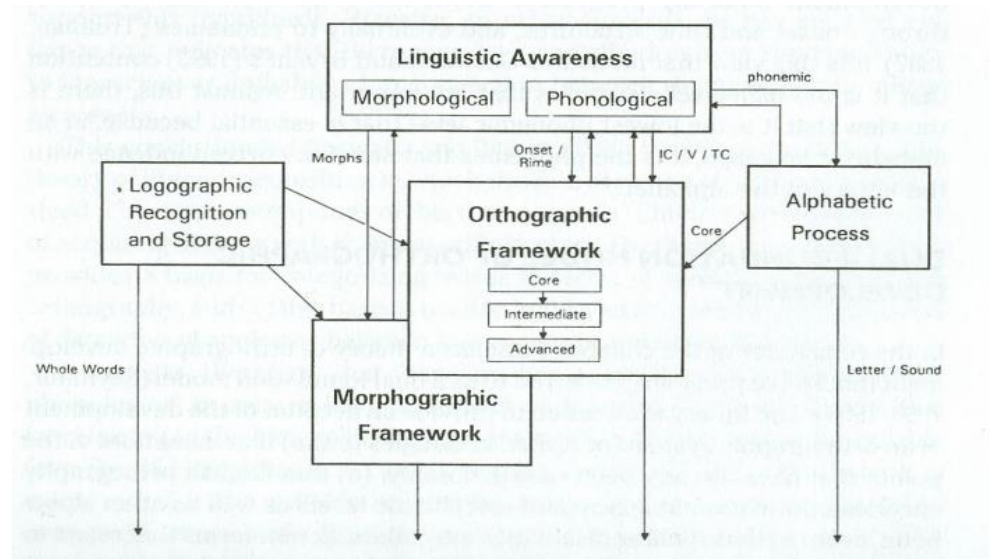 Linguistic Awareness
phonemic
Morphological Phonological
Morphs
Onset /
Rime
IC / V / TC
Logographic
Recognition
and Storage
Orthographic
Framework
Core
Alphabetic
Process
Core
Intermediate
Advanced
Whole Words
Letter / Sound
Morphographic
Framework